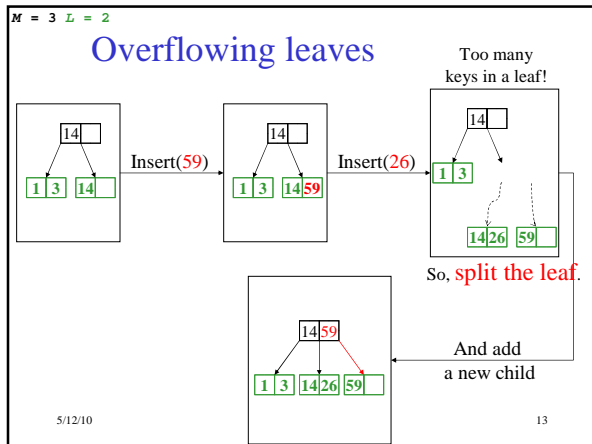 M = 3 L = 2
Overflowing leaves
Too many
keys in a leaf!
14
1 3 14
Insert(59)
14
1 3 14 59
Insert(26)
14
1 3
14 26 59
So, split the leaf.
And add
a new child
14 59
1 3 14 26 59
5/12/10
13